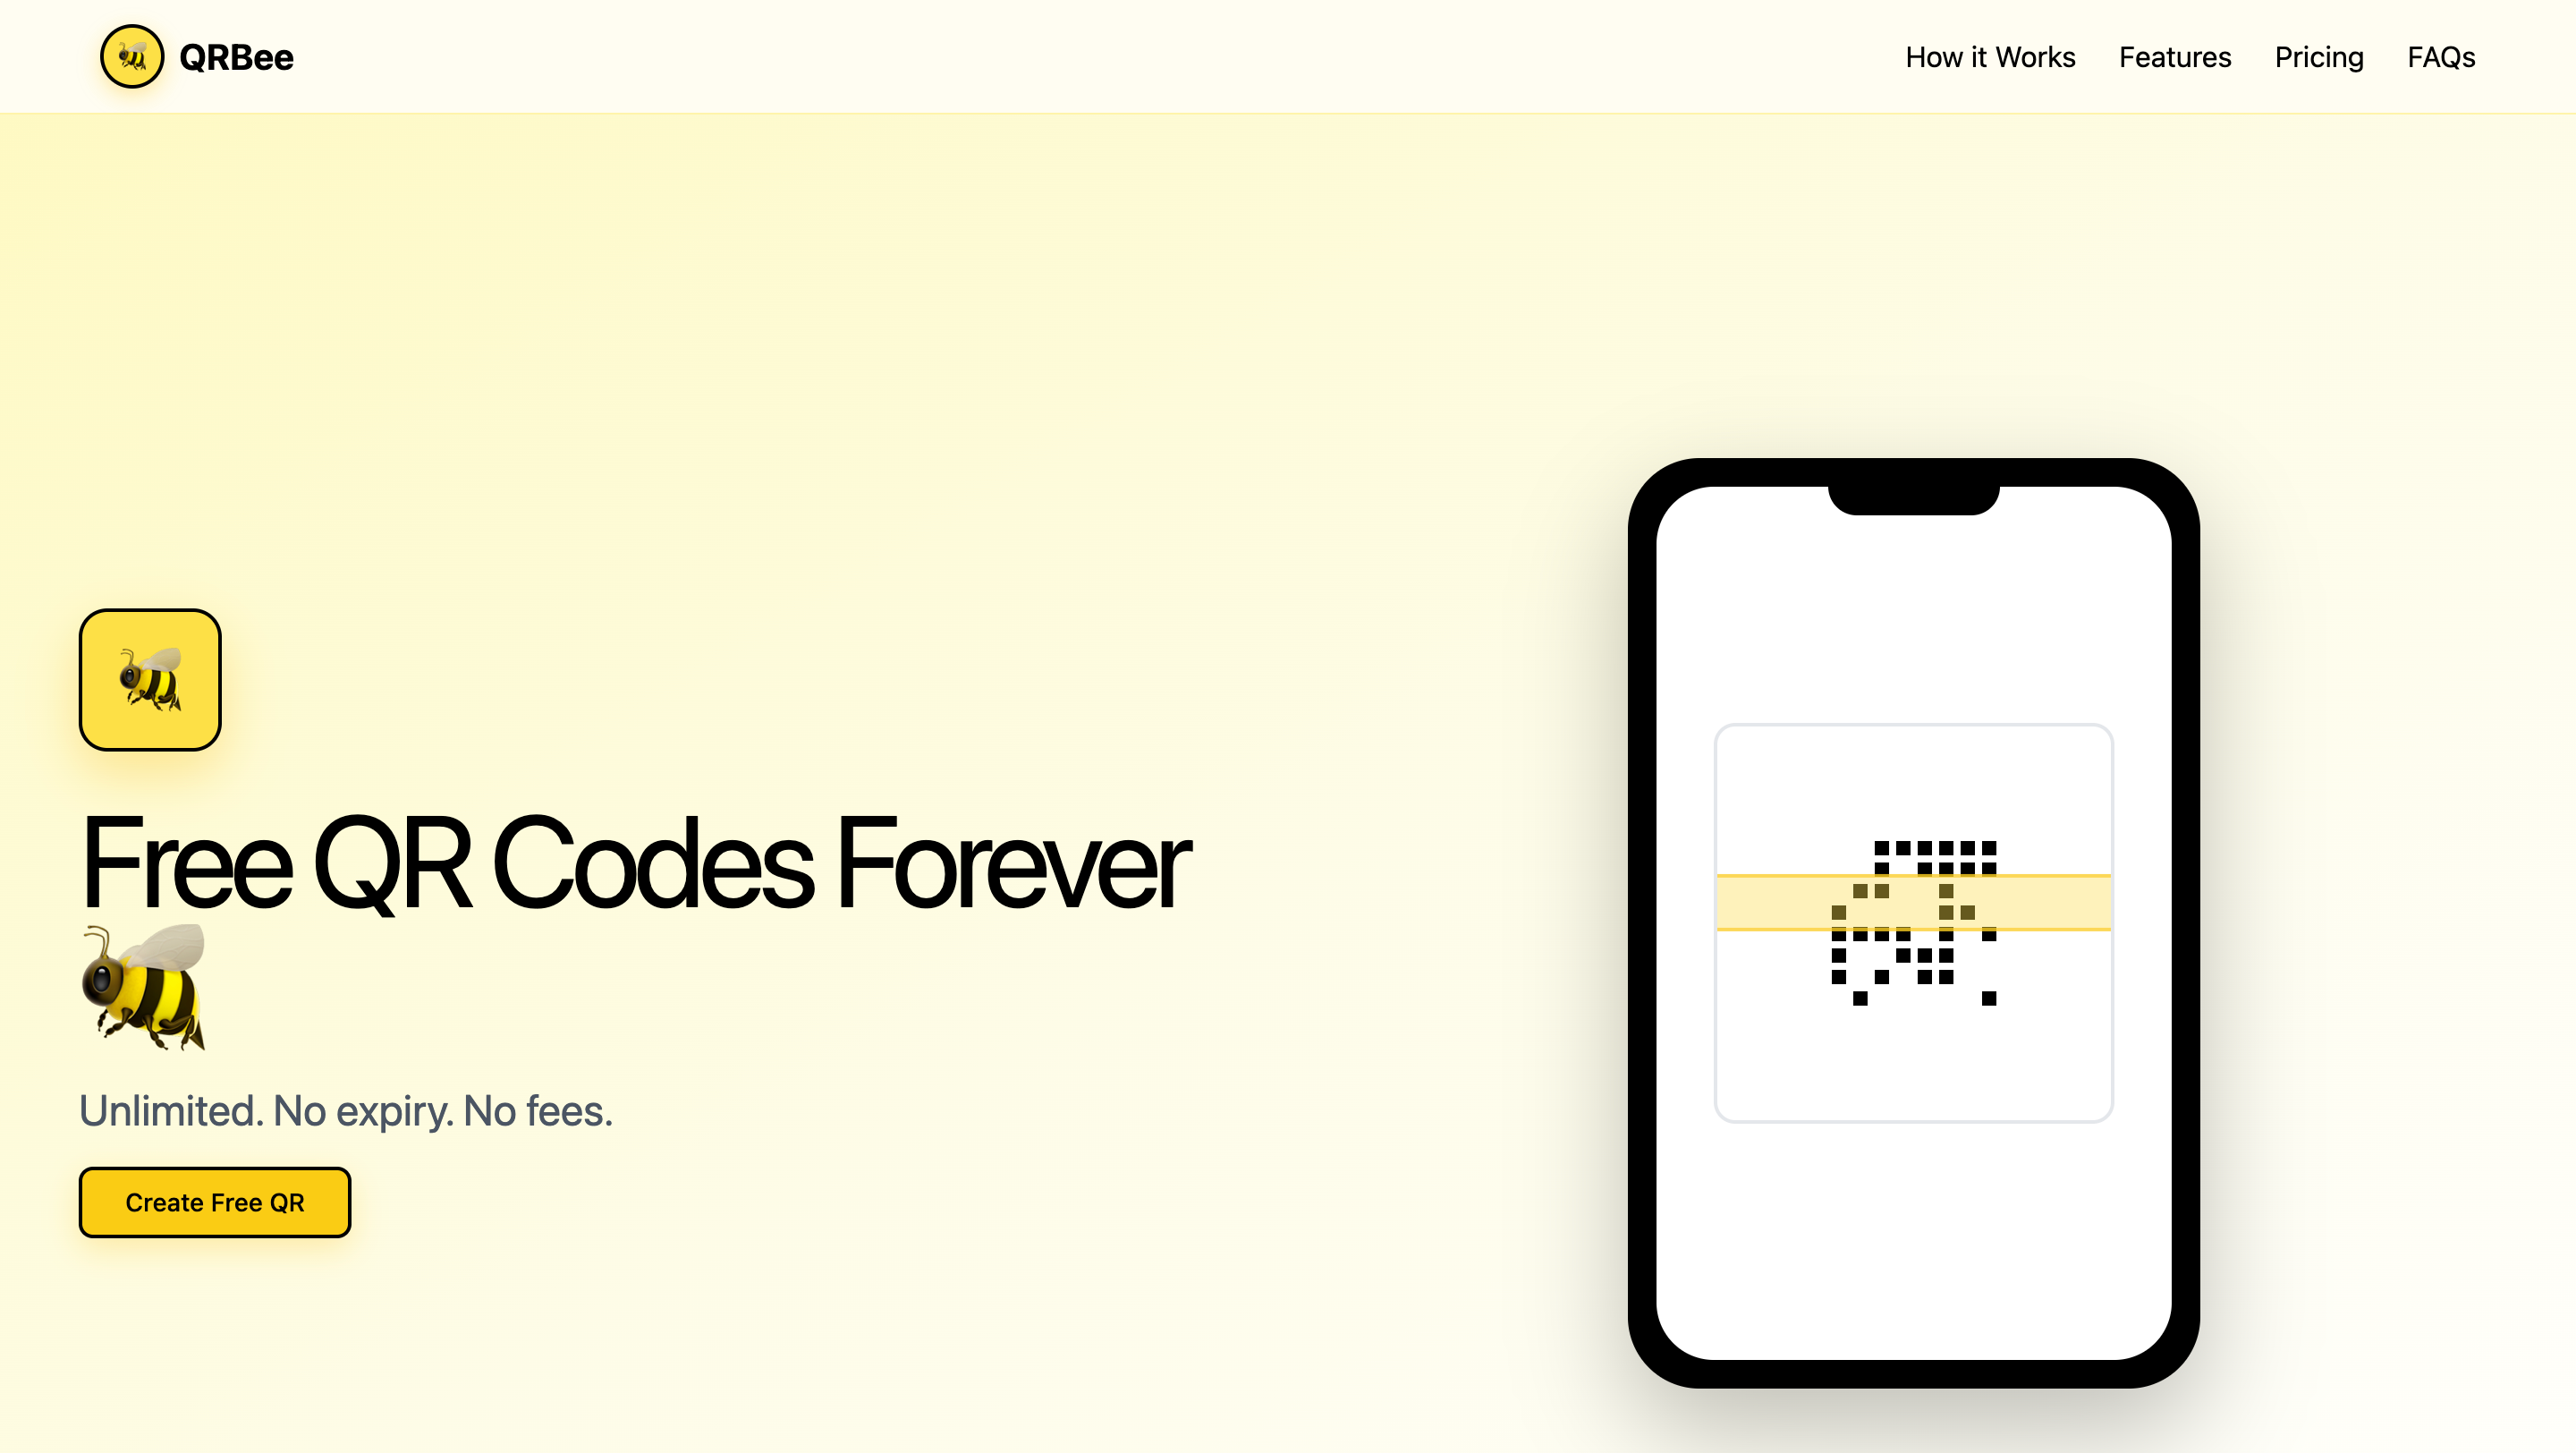 QRBee
How it Works Features Pricing FAQs
Free QR Codes Forever
Unlimited. No expiry. No fees.
Create Free QR